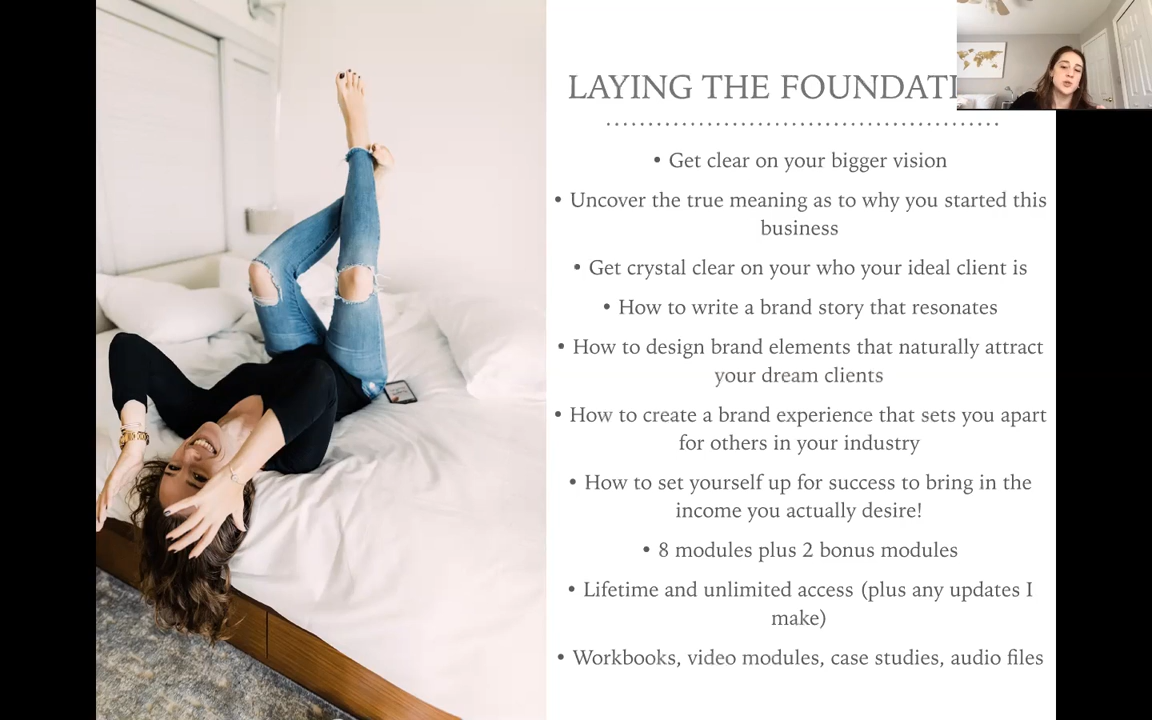 LAYING THE FOUNDATI
• Get clear on your bigger vision
• Uncover the true meaning as to why you started this
business
• Get crystal clear on your who your ideal client is
• How to write a brand story that resonates
• How to design brand elements that naturally attract
your dream clients
• How to create a brand experience that sets you apart
for others in your industry
• How to set yourself up for success to bring in the
income you actually desire!
• 8 modules plus 2 bonus modules
• Lifetime and unlimited access (plus any updates I
make)
• Workbooks, video modules, case studies, audio files